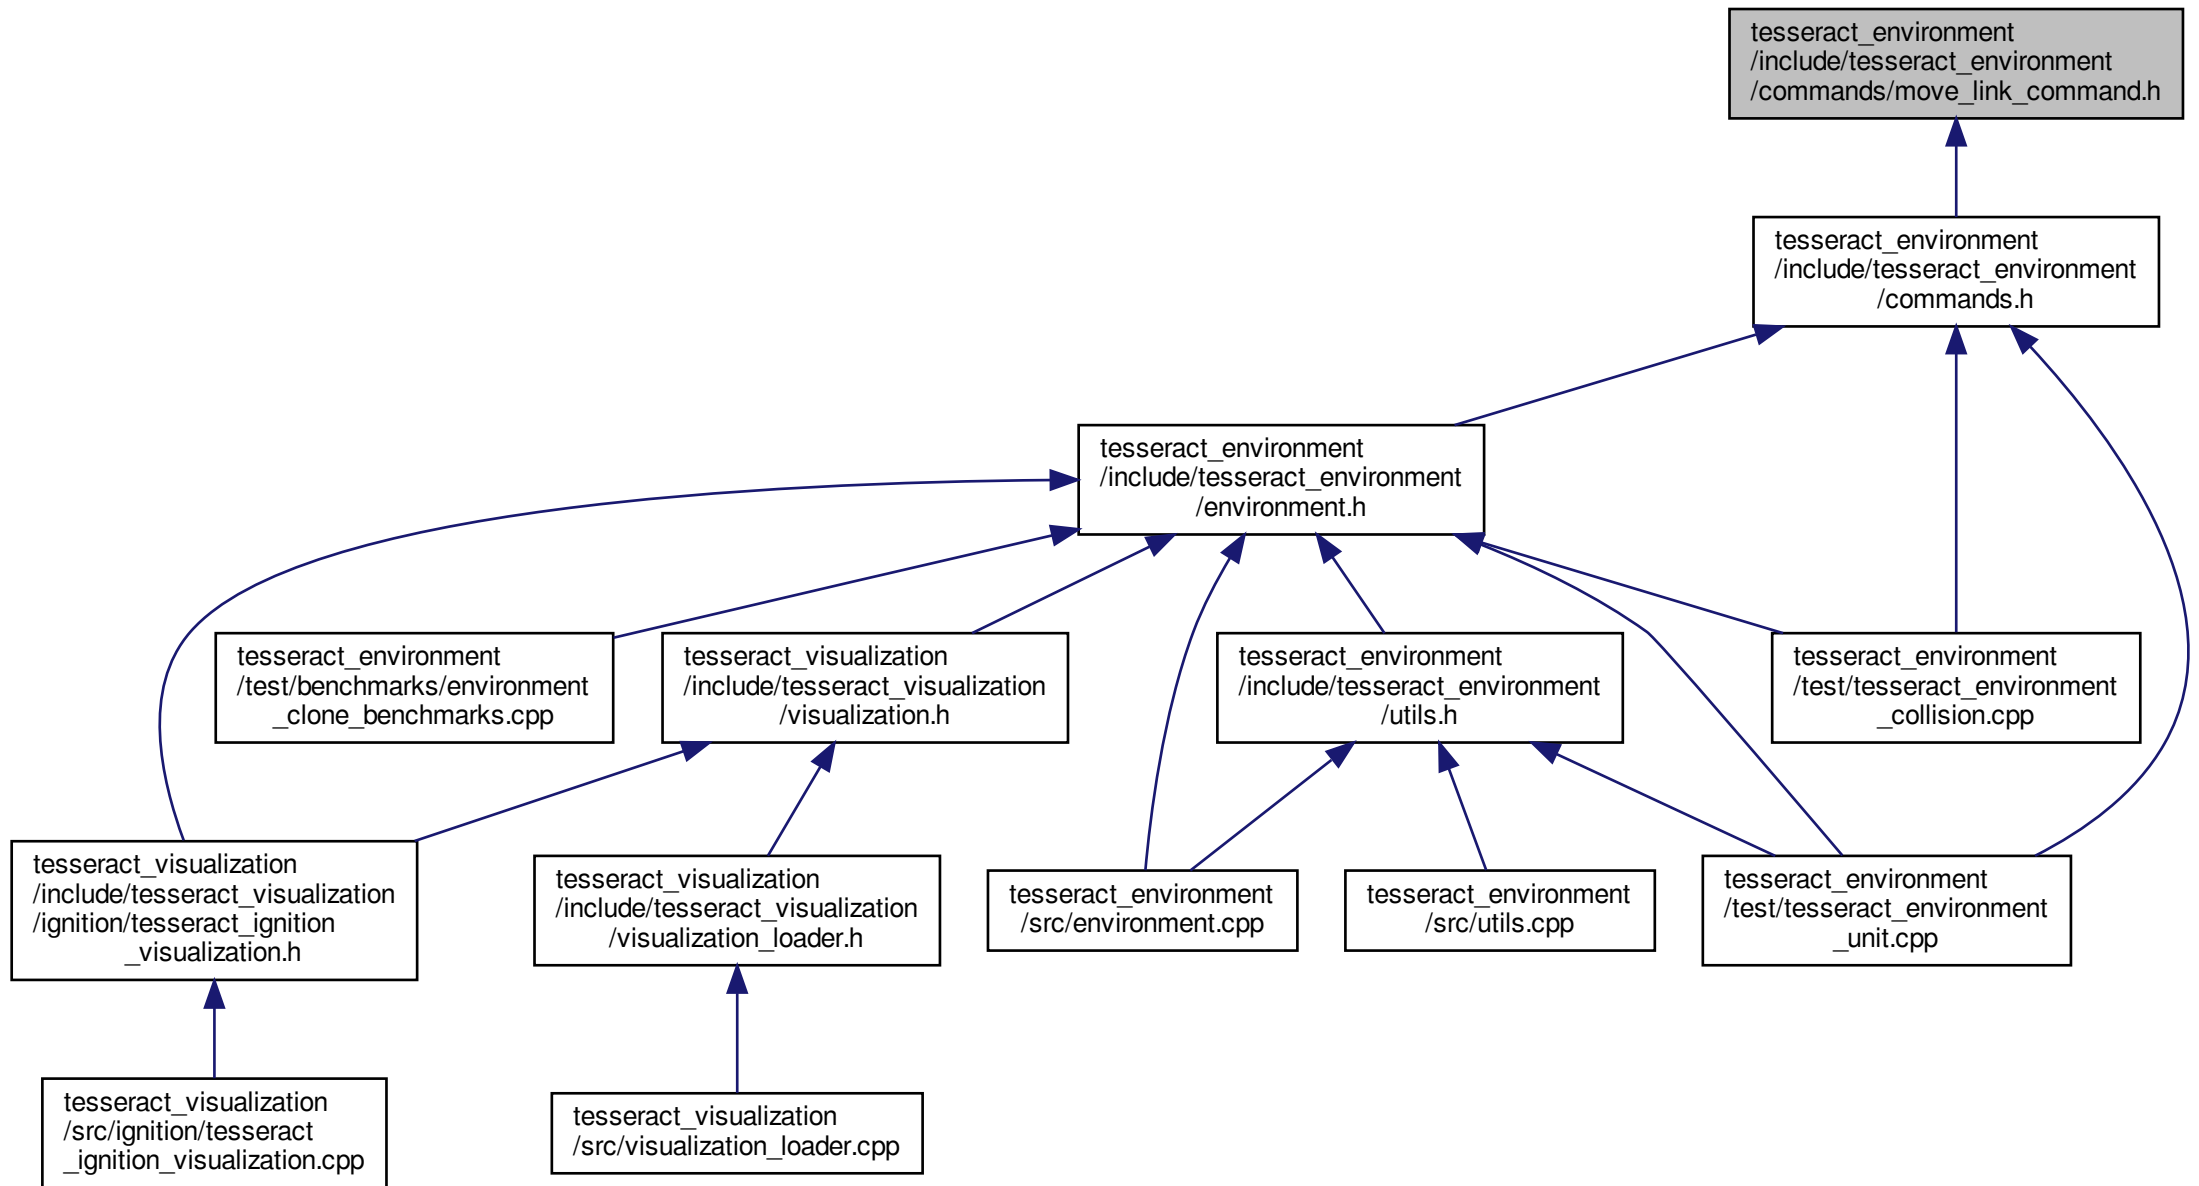 tesseract_environment
/include/tesseract_environment
/commands/move_link_command.h
tesseract_environment
/include/tesseract_environment
/commands.h
tesseract_environment
/include/tesseract_environment
/environment.h
tesseract_environment
/test/benchmarks/environment
_clone_benchmarks.cpp
tesseract_visualization
/include/tesseract_visualization
/visualization.h
tesseract_environment
/include/tesseract_environment
/utils.h
tesseract_environment
/test/tesseract_environment
_collision.cpp
tesseract_visualization
/include/tesseract_visualization
/ignition/tesseract_ignition
_visualization.h
tesseract_visualization
/include/tesseract_visualization
/visualization_loader.h
tesseract_environment
/src/environment.cpp
tesseract_environment
/src/utils.cpp
tesseract_environment
/test/tesseract_environment
_unit.cpp
tesseract_visualization
/src/ignition/tesseract
_ignition_visualization.cpp
tesseract_visualization
/src/visualization_loader.cpp